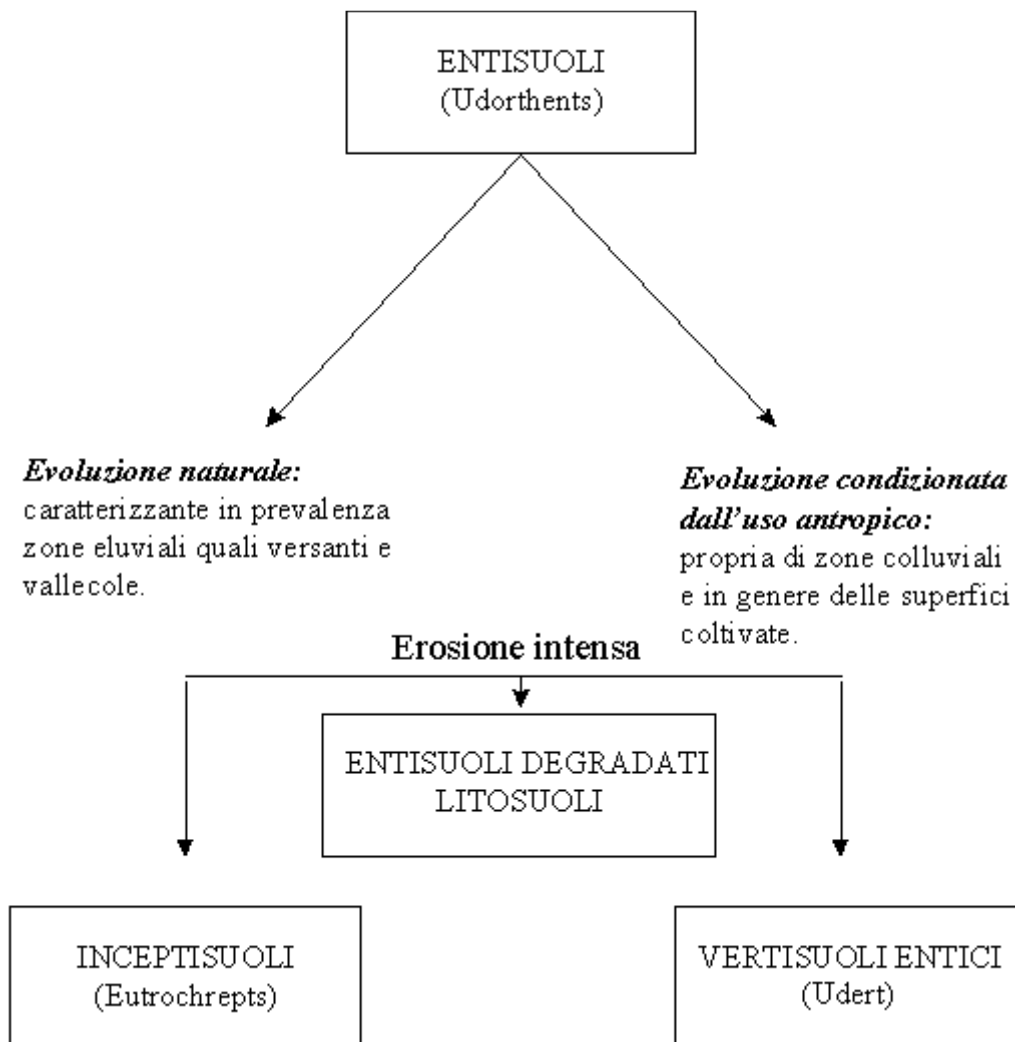 ENTISUOLI
(Udorthents)
Evoluzione naturale:
caratterizzante in prevalenza
zone eluviali quali versanti e
vallecole.
Evoluzione condizionata
dall'uso antropico:
propria di zone colluviali
e in genere delle superfici
coltivate.
Erosione intensa
ENTISUOLI DEGRADATI
LITOSUOLI
INCEPTISUOLI
(Eutrochrepts)
VERTISUOLI ENTICI
(Udert)